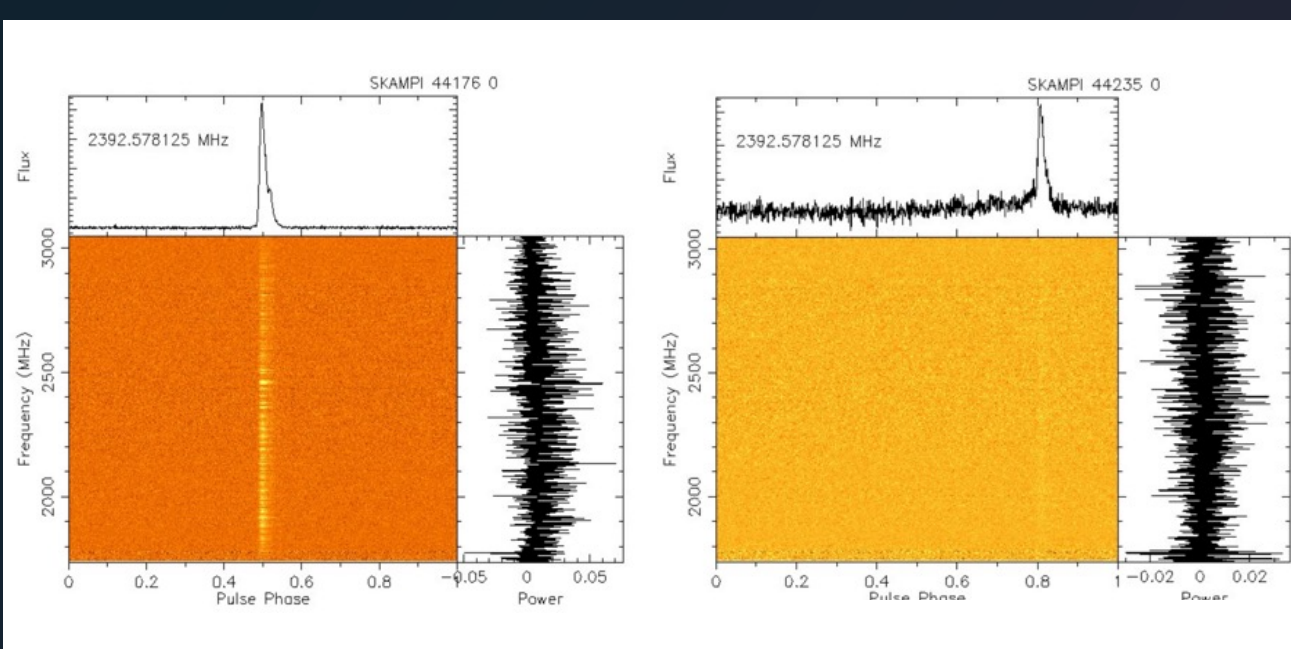 SKAMPI 44176 0
2392.578125 MHz
Flux
3000
2500
2000
Frequency (MHz)
0 0.2 0.4 0.6 0.8 1
Pulse Phase
−0.05 0 0.05
Power
SKAMPI 44235 0
2392.578125 MHz
Flux
3000
2500
2000
Frequency (MHz)
0 0.2 0.4 0.6 0.8 1
Pulse Phase
−0.02 0 0.02
Power